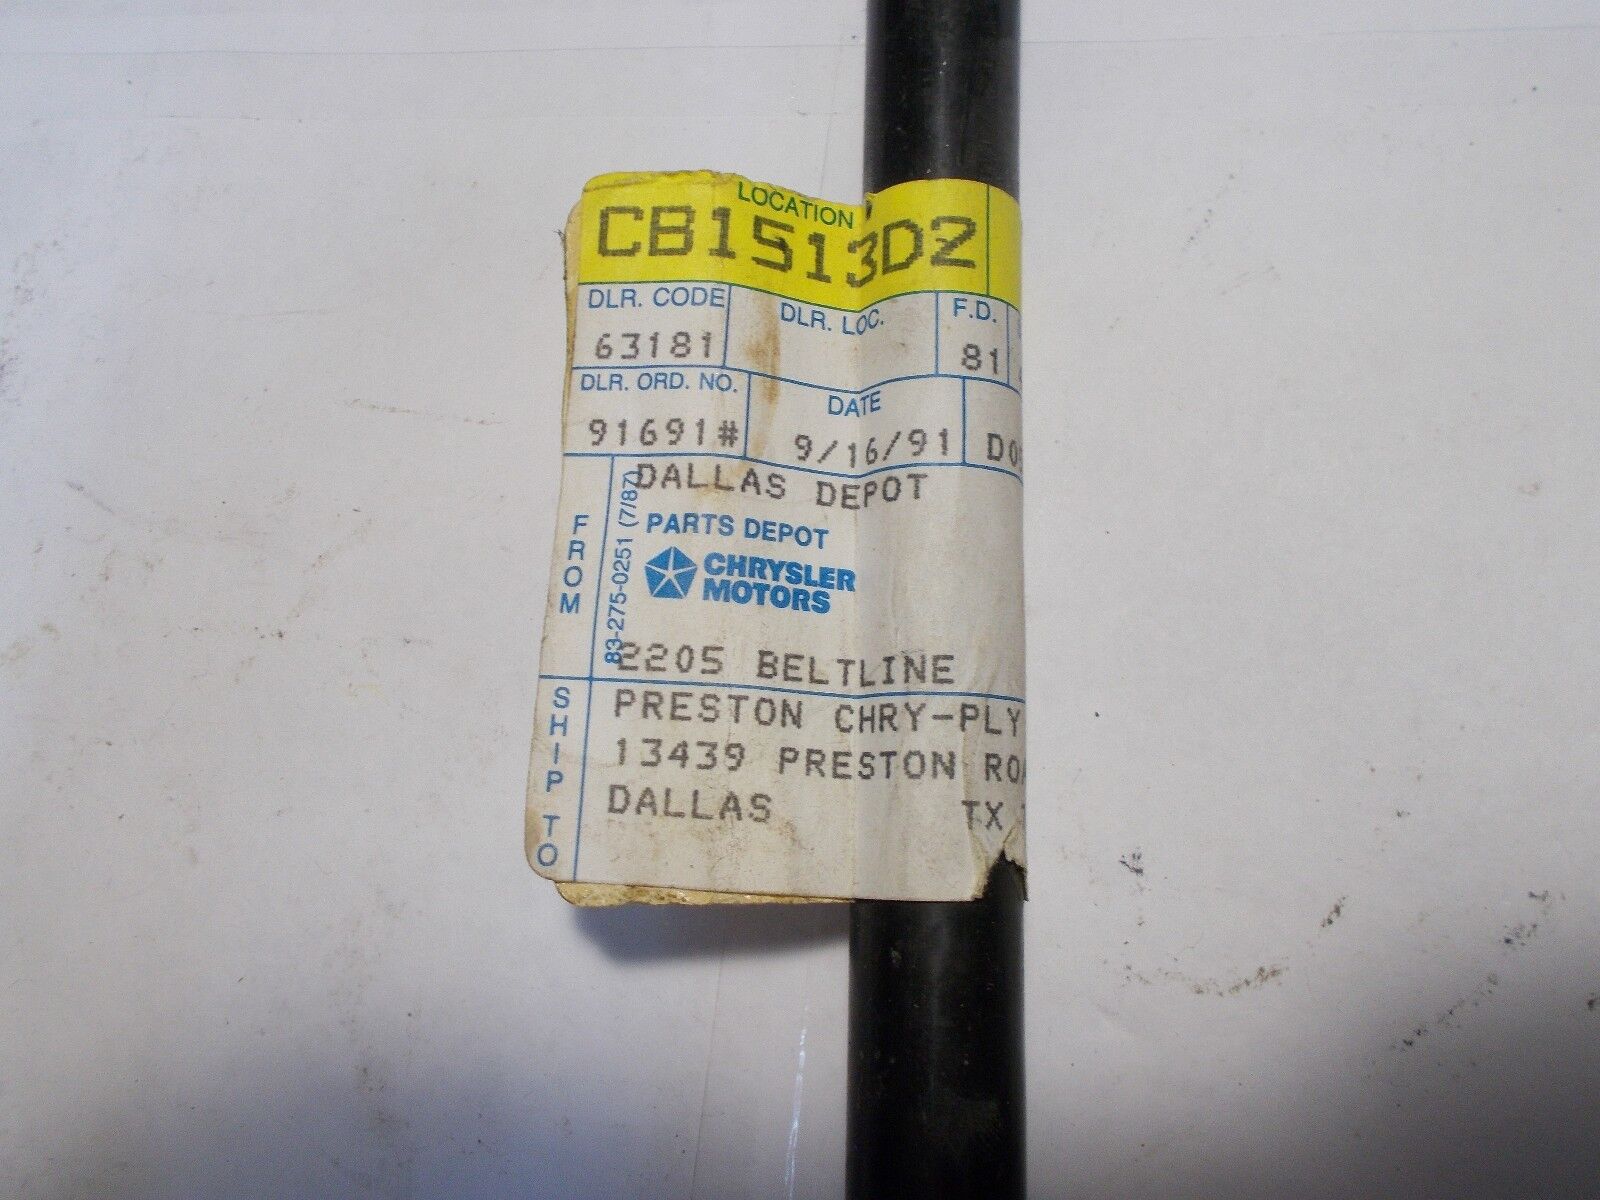 LOCATION
CB1513D2
DLR. CODE DLR. LOC. F.D.
63181 81
DLR. ORD. NO. DATE
91691# 9/16/91
FROM
83-275-0251 (7/87)
DALLAS DEPOT
PARTS DEPOT
CHRYSLER
MOTORS
2205 BELTLINE
SHIP TO
PRESTON CHRY-PLY
13439 PRESTON
DALLAS TX